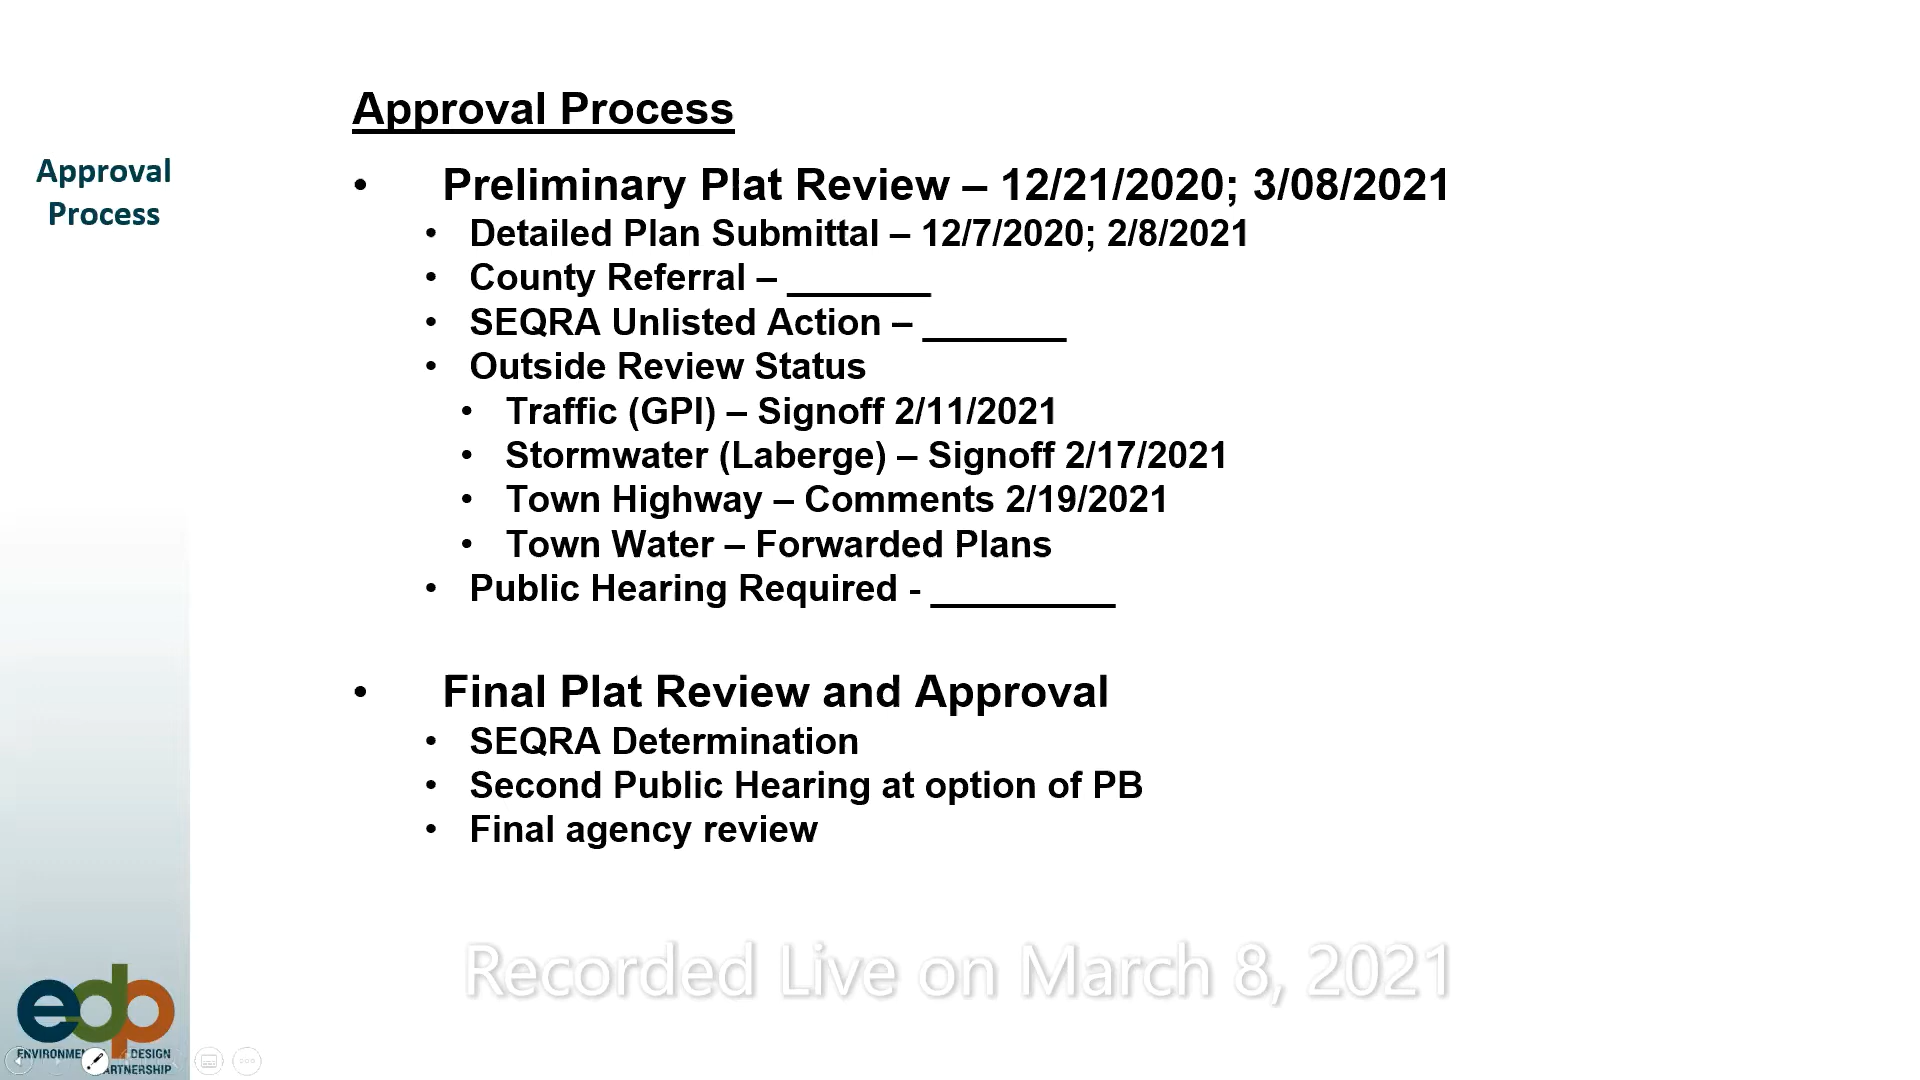 Approval Process
Approval
Process
• Preliminary Plat Review – 12/21/2020; 3/08/2021
• Detailed Plan Submittal – 12/7/2020; 2/8/2021
• County Referral – _______
• SEQRA Unlisted Action – _______
• Outside Review Status
• Traffic (GPI) – Signoff 2/11/2021
• Stormwater (Laberge) – Signoff 2/17/2021
• Town Highway – Comments 2/19/2021
• Town Water – Forwarded Plans
• Public Hearing Required - _________
• Final Plat Review and Approval
• SEQRA Determination
• Second Public Hearing at option of PB
• Final agency review
Recorded Live on March 8, 2021
edp
DESIGN